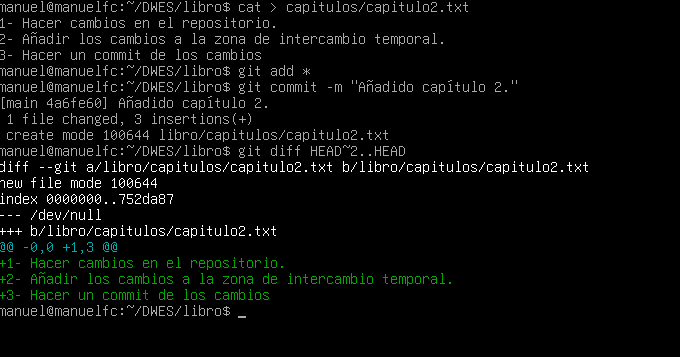 manuel@manuelfc:~/DWES/libro$ cat > capitulos/capitulo2.txt
1- Hacer cambios en el repositorio.
2- Añadir los cambios a la zona de intercambio temporal.
3- Hacer un commit de los cambios
manuel@manuelfc:~/DWES/libro$ git add *
manuel@manuelfc:~/DWES/libro$ git commit -m "Añadido capítulo 2."
[main 4a6fe60] Añadido capítulo 2.
 1 file changed, 3 insertions(+)
 create mode 100644 libro/capitulos/capitulo2.txt
manuel@manuelfc:~/DWES/libro$ git diff HEAD~2..HEAD
diff --git a/libro/capitulos/capitulo2.txt b/libro/capitulos/capitulo2.txt
new file mode 100644
index 0000000..752da87
--- /dev/null
+++ b/libro/capitulos/capitulo2.txt
@@ -0,0 +1,3 @@
+1- Hacer cambios en el repositorio.
+2- Añadir los cambios a la zona de intercambio temporal.
+3- Hacer un commit de los cambios
manuel@manuelfc:~/DWES/libro$ _